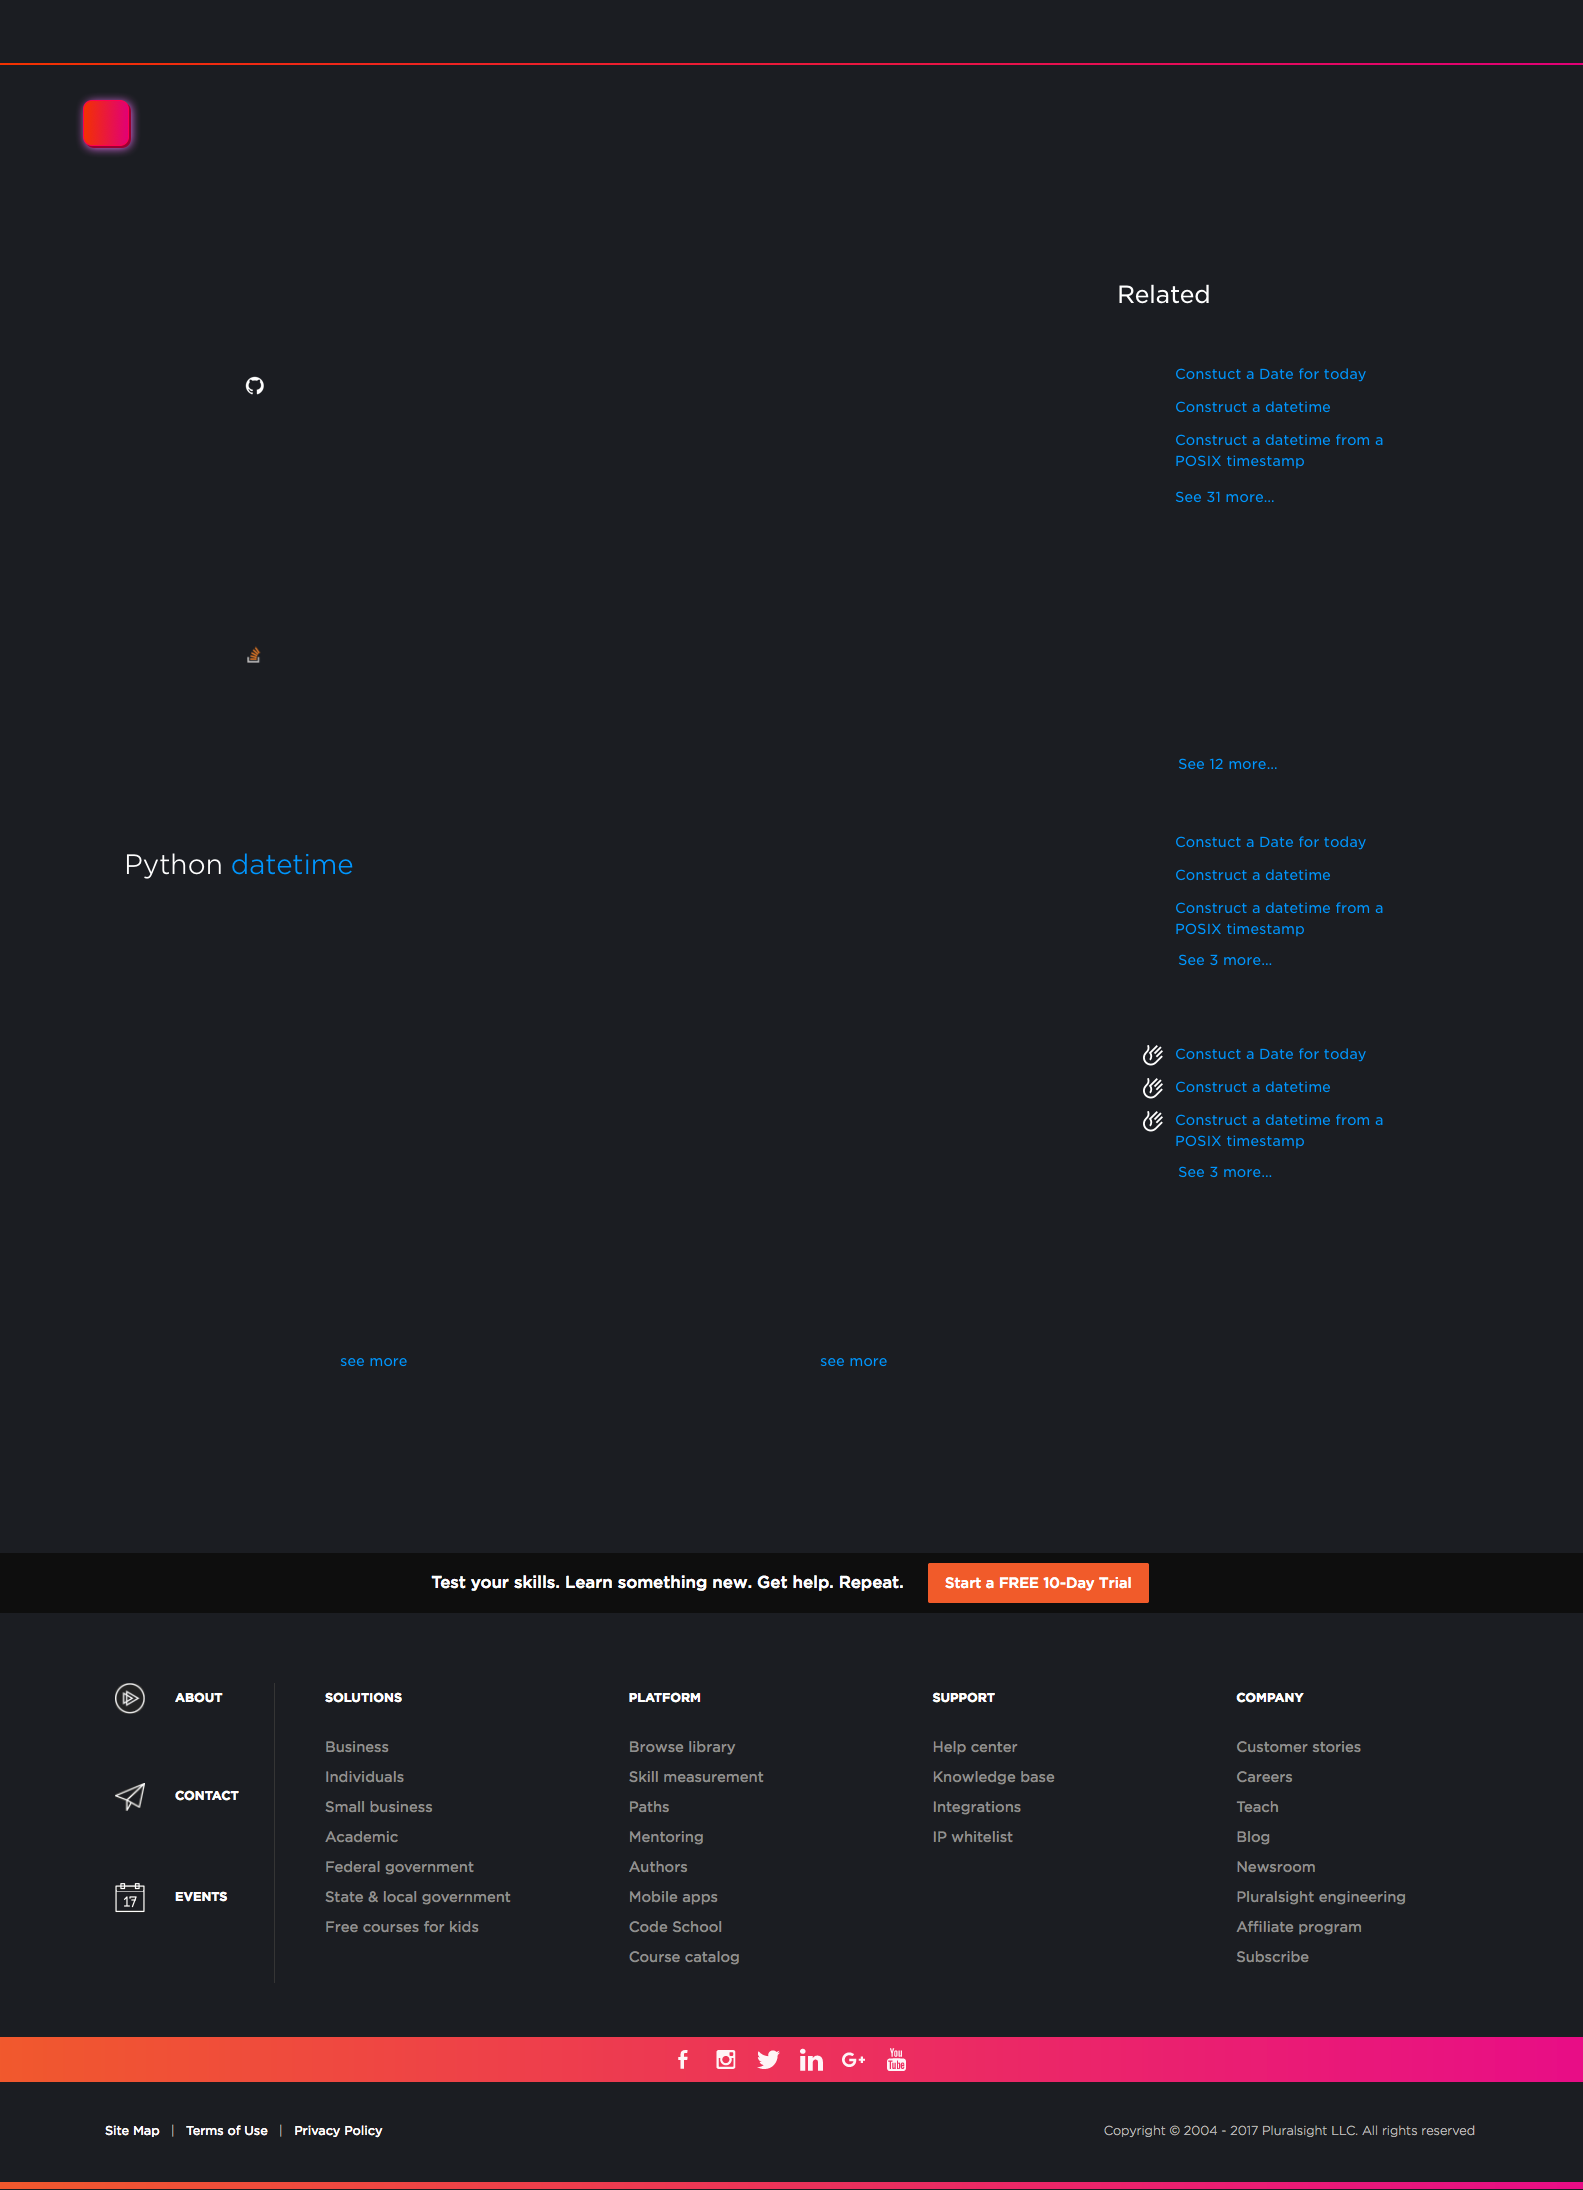 Related
Constuct a Date for today
Construct a datetime
Construct a datetime from a
POSIX timestamp
See 31 more...
See 12 more...
Python datetime
Constuct a Date for today
Construct a datetime
Construct a datetime from a
POSIX timestamp
See 3 more...
Constuct a Date for today
Construct a datetime
Construct a datetime from a
POSIX timestamp
See 3 more...
see more
see more
Test your skills. Learn something new. Get help. Repeat.
Start a FREE 10-Day Trial
ABOUT
CONTACT
17
EVENTS
SOLUTIONS
Business
Individuals
Small business
Academic
Federal government
State & local government
Free courses for kids
PLATFORM
Browse library
Skill measurement
Paths
Mentoring
Authors
Mobile apps
Code School
Course catalog
SUPPORT
Help center
Knowledge base
Integrations
IP whitelist
COMPANY
Customer stories
Careers
Teach
Blog
Newsroom
Pluralsight engineering
Affiliate program
Subscribe
f in G+ You Tube
Site Map | Terms of Use | Privacy Policy
Copyright © 2004 - 2017 Pluralsight LLC. All rights reserved